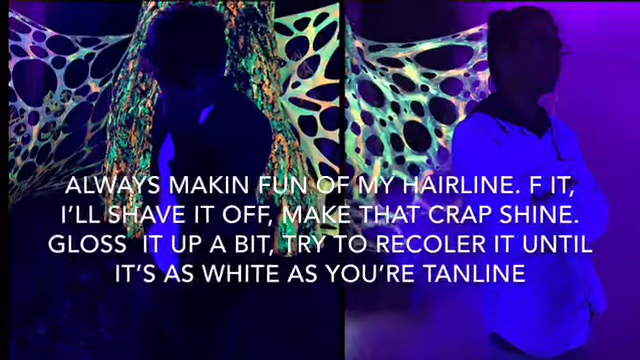 ALWAYS MAKIN FUN OF MY HAIRLINE. F IT,
I'LL SHAVE IT OFF, MAKE THAT CRAP SHINE.
GLOSS IT UP A BIT, TRY TO RECOLER IT UNTIL
IT'S AS WHITE AS YOU'RE TANLINE